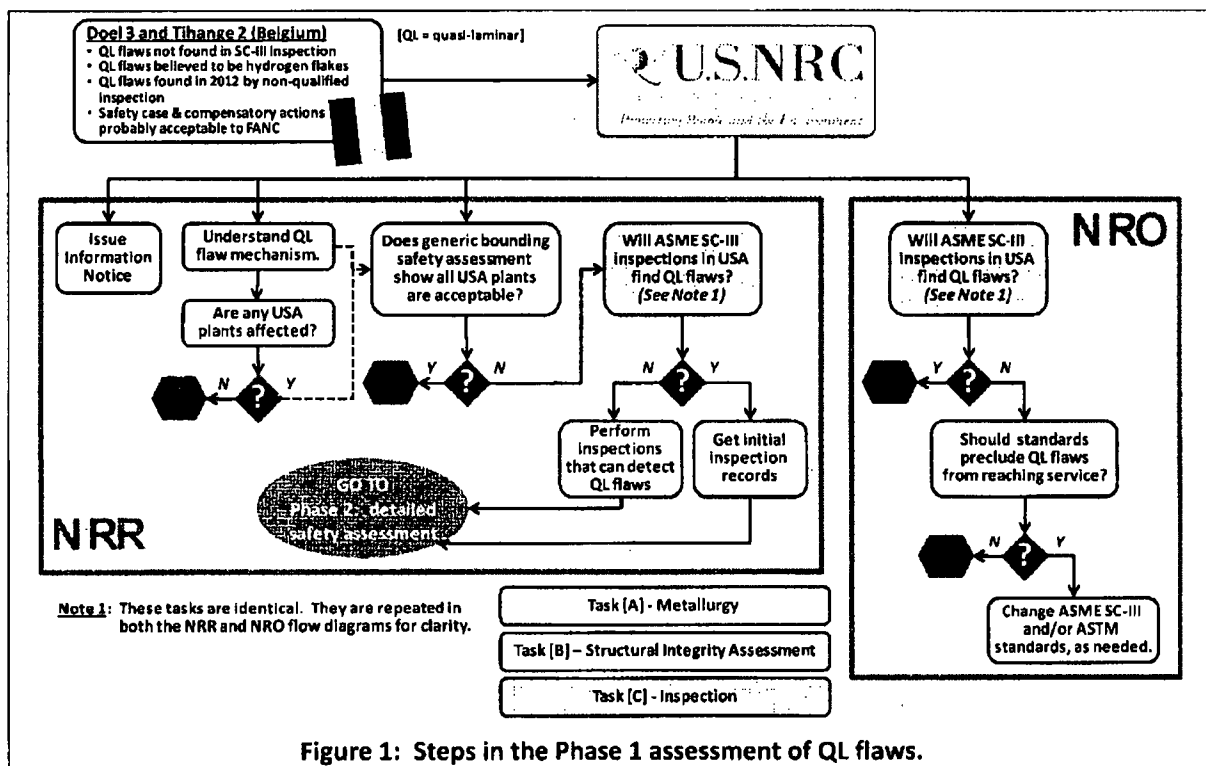 Doel 3 and Tihange 2 (Belgium)
• QL flaws not found in SC-III Inspection
• QL flaws believed to be hydrogen flakes
• QL flaws found in 2012 by non-qualified
inspection
• Safety case & compensatory actions
probably acceptable to FANC
[QL = quasi-laminar]
U.S.NRC
Protecting People and the Environment
NRR
Issue
Information
Notice
Understand QL
flaw mechanism.
Are any USA
plants affected?
?
N
Y
Does generic bounding
safety assessment
show all USA plants
are acceptable?
?
Y
N
Will ASME SC-III
inspections in USA
find QL flaws?
(See Note 1)
?
N
Y
Perform
inspections
that can detect
QL flaws
Get initial
inspection
records
GO TO
Phase 2: detailed
safety assessment
NRO
Will ASME SC-III
inspections in USA
find QL flaws?
(See Note 1)
?
Y
N
Should standards
preclude QL flaws
from reaching service?
?
N
Y
Change ASME SC-III
and/or ASTM
standards, as needed.
Note 1: These tasks are identical. They are repeated in
both the NRR and NRO flow diagrams for clarity.
Task [A] - Metallurgy
Task [B] – Structural Integrity Assessment
Task [C] - Inspection
Figure 1: Steps in the Phase 1 assessment of QL flaws.